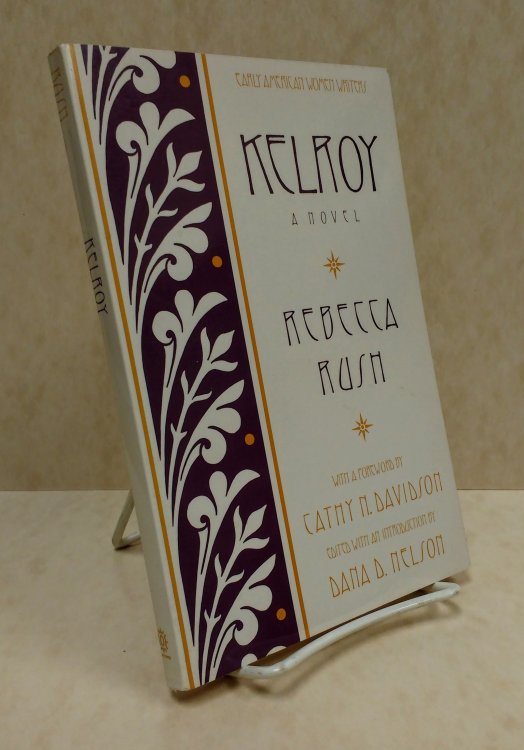 EARLY AMERICAN WOMEN WRITERS
KELROY
A NOVEL
REBECCA
RUSH
WITH A FOREWORD BY
CATHY N. DAVIDSON
EDITED WITH AN INTRODUCTION BY
DANA D. NELSON
RUSH
KELROY